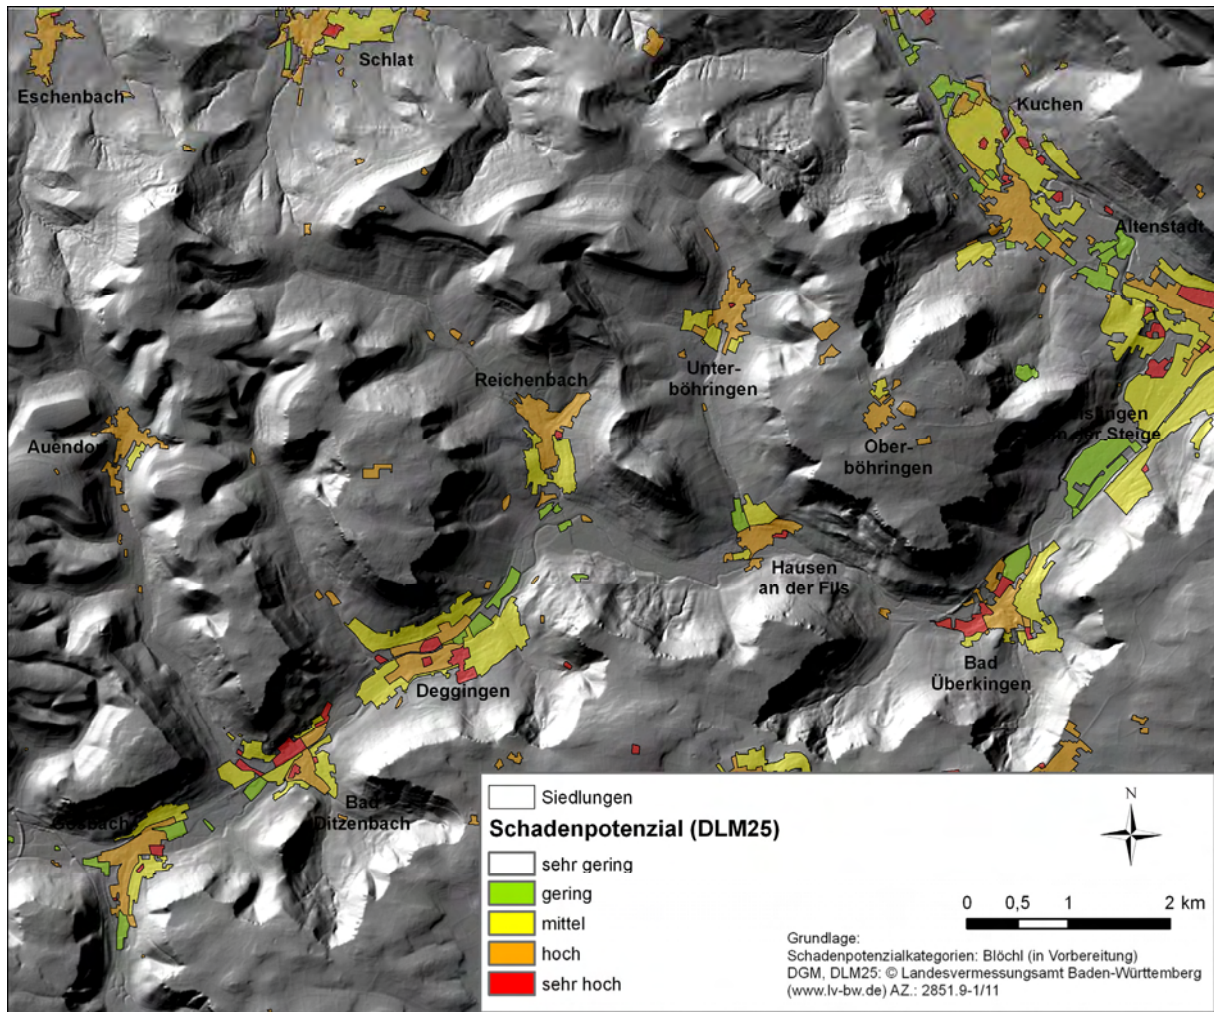 Schlat
Eschenbach
Kuchen
Altenstadt
Unter-
böhringen
Reichenbach
Ober-
böhringen
der Steige
Hausen
an der Fils
Bad
Überkingen
Deggingen
Bad
Ditzenbach
Siedlungen
Schadenpotenzial (DLM25)
sehr gering
gering
mittel
hoch
sehr hoch
N
0 0,5 1 2 km
Grundlage:
Schadenpotenzialkategorien: Blöchl (in Vorbereitung)
DGM, DLM25: © Landesvermessungsamt Baden-Württemberg
(www.lv-bw.de) AZ.: 2851.9-1/11